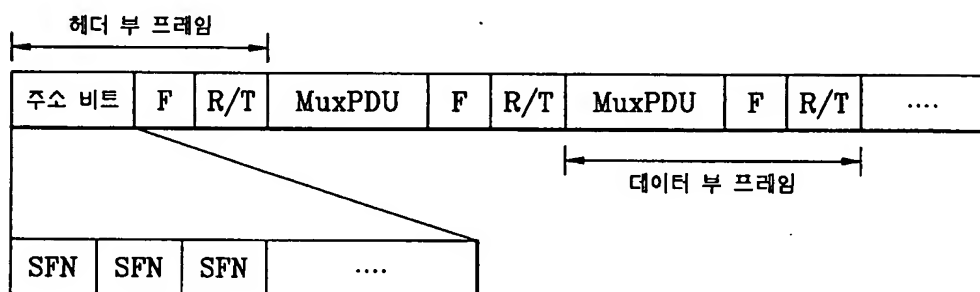 헤더 부 프레임
주소 비트 F R/T MuxPDU F R/T MuxPDU F R/T ....
데이터 부 프레임
SFN SFN SFN ....